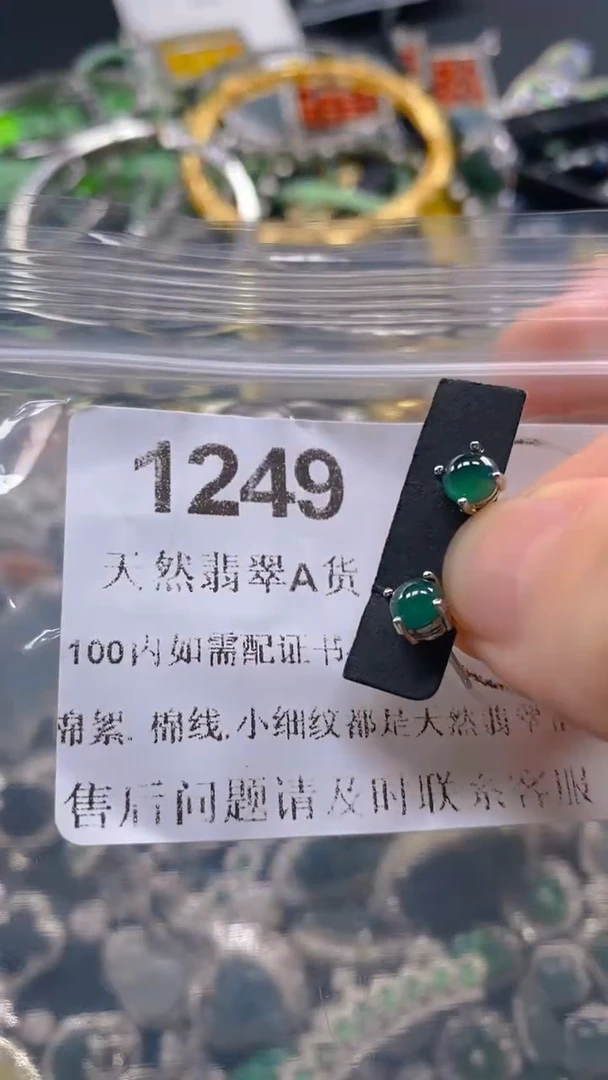 1249
天然翡翠A货
100内如需配证书
棉絮. 棉线.小细纹都是天然翡翠
售后问题请及时联系客服